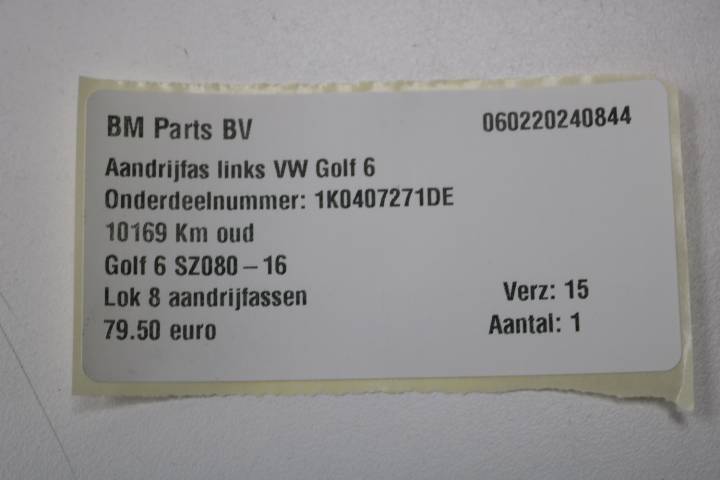 BM Parts BV 060220240844
Aandrijfas links VW Golf 6
Onderdeelnummer: 1K0407271DE
10169 Km oud
Golf 6 SZ080 – 16
Lok 8 aandrijfassen Verz: 15
79.50 euro Aantal: 1